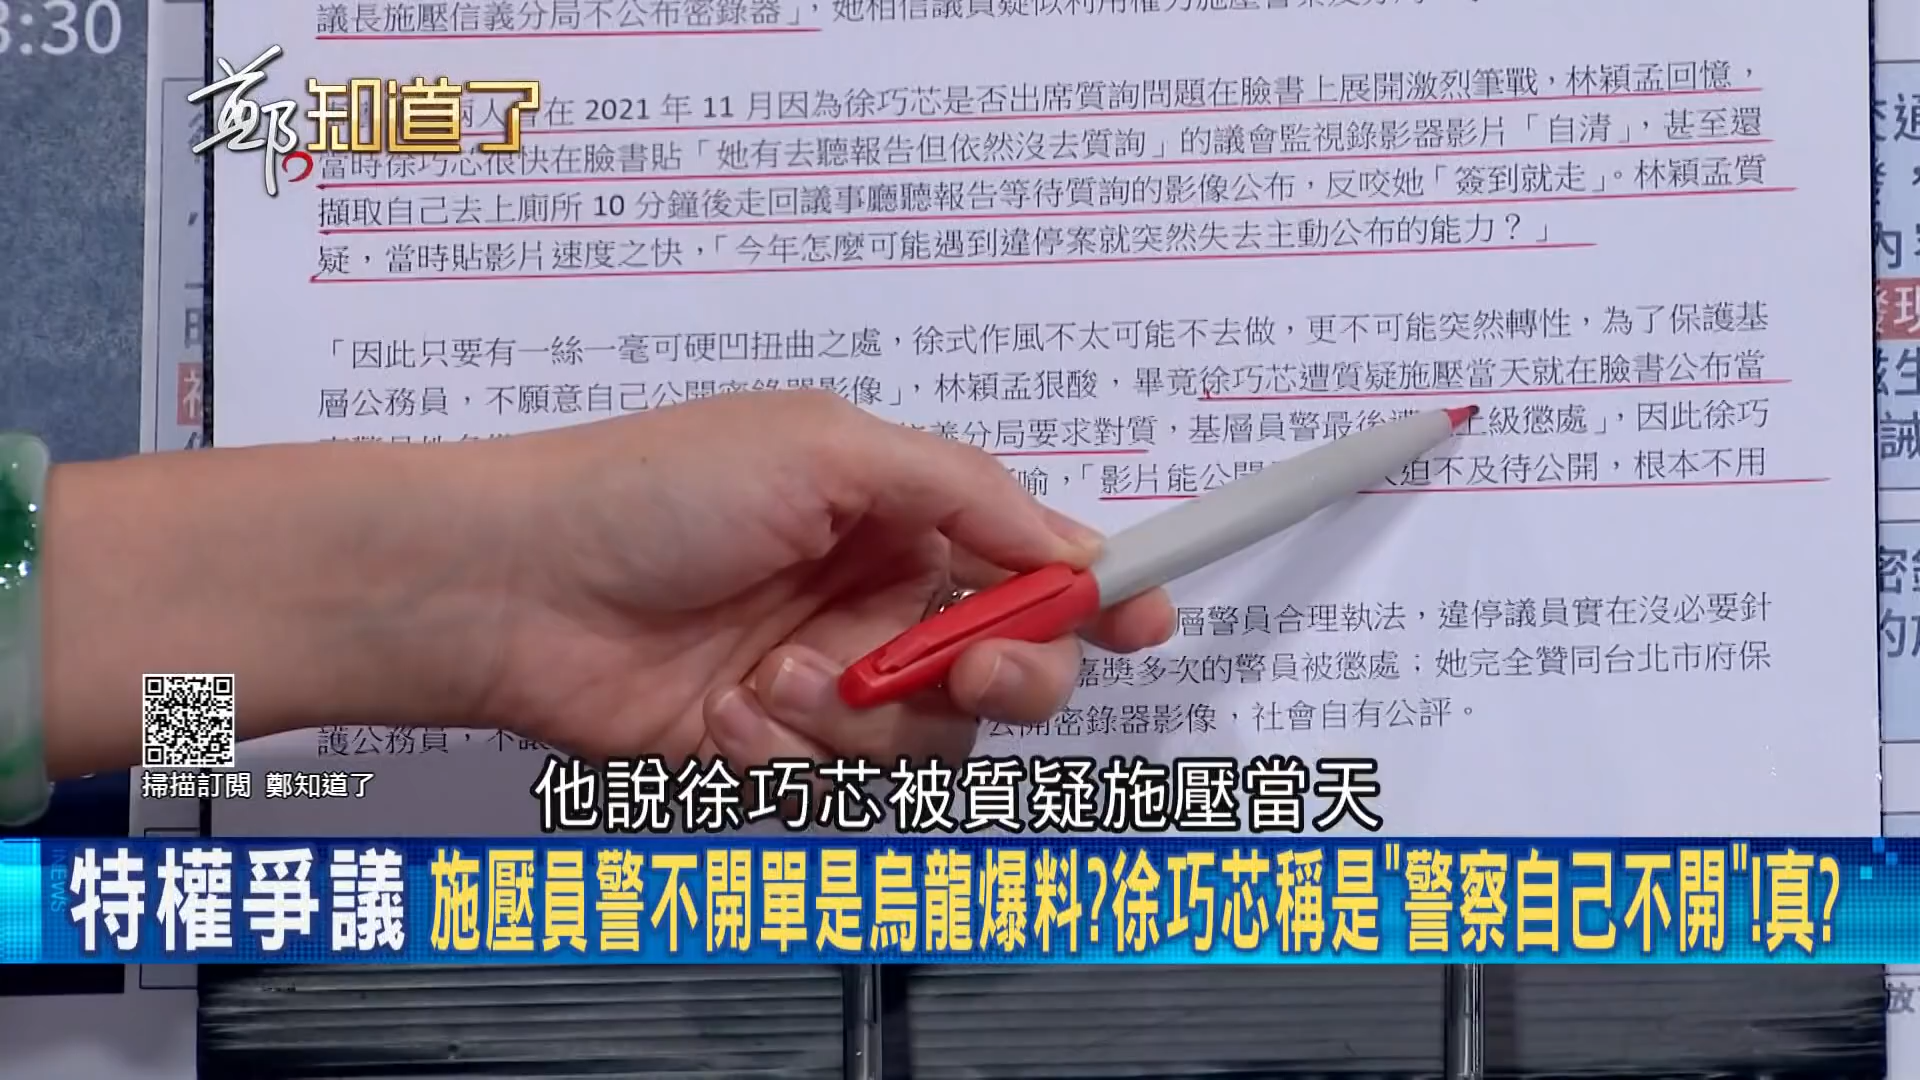 3:30
議長施壓信義分局不公布密錄器」，她相信議員疑似利用權力施壓警察及分局
鄭知道了
兩人曾在 2021 年 11 月因為徐巧芯是否出席質詢問題在臉書上展開激烈筆戰，林穎孟回憶，
當時徐巧芯很快在臉書貼「她有去聽報告但依然沒去質詢」的議會監視錄影器影片「自清」，甚至還
擷取自己去上廁所 10 分鐘後走回議事廳聽報告等待質詢的影像公布，反咬她「簽到就走」。林穎孟質
疑，當時貼影片速度之快，「今年怎麼可能遇到違停案就突然失去主動公布的能力？」
「因此只要有一絲一毫可硬凹扭曲之處，徐式作風不太可能不去做，更不可能突然轉性，為了保護基
層公務員，不願意自己公開密錄器影像」，林穎孟狠酸，畢竟徐巧芯遭質疑施壓當天就在臉書公布當
義分局要求對質，基層員警最後遭 上級懲處」，因此徐巧
喻，「影片能公開 迫不及待公開，根本不用
層警員合理執法，違停議員實在沒必要針
嘉獎多次的警員被懲處；她完全贊同台北市府保
護公務員，不 公開密錄器影像，社會自有公評。
掃描訂閱 鄭知道了
他說徐巧芯被質疑施壓當天
INEWS
特權爭議 施壓員警不開單是烏龍爆料?徐巧芯稱是"警察自己不開"!真?